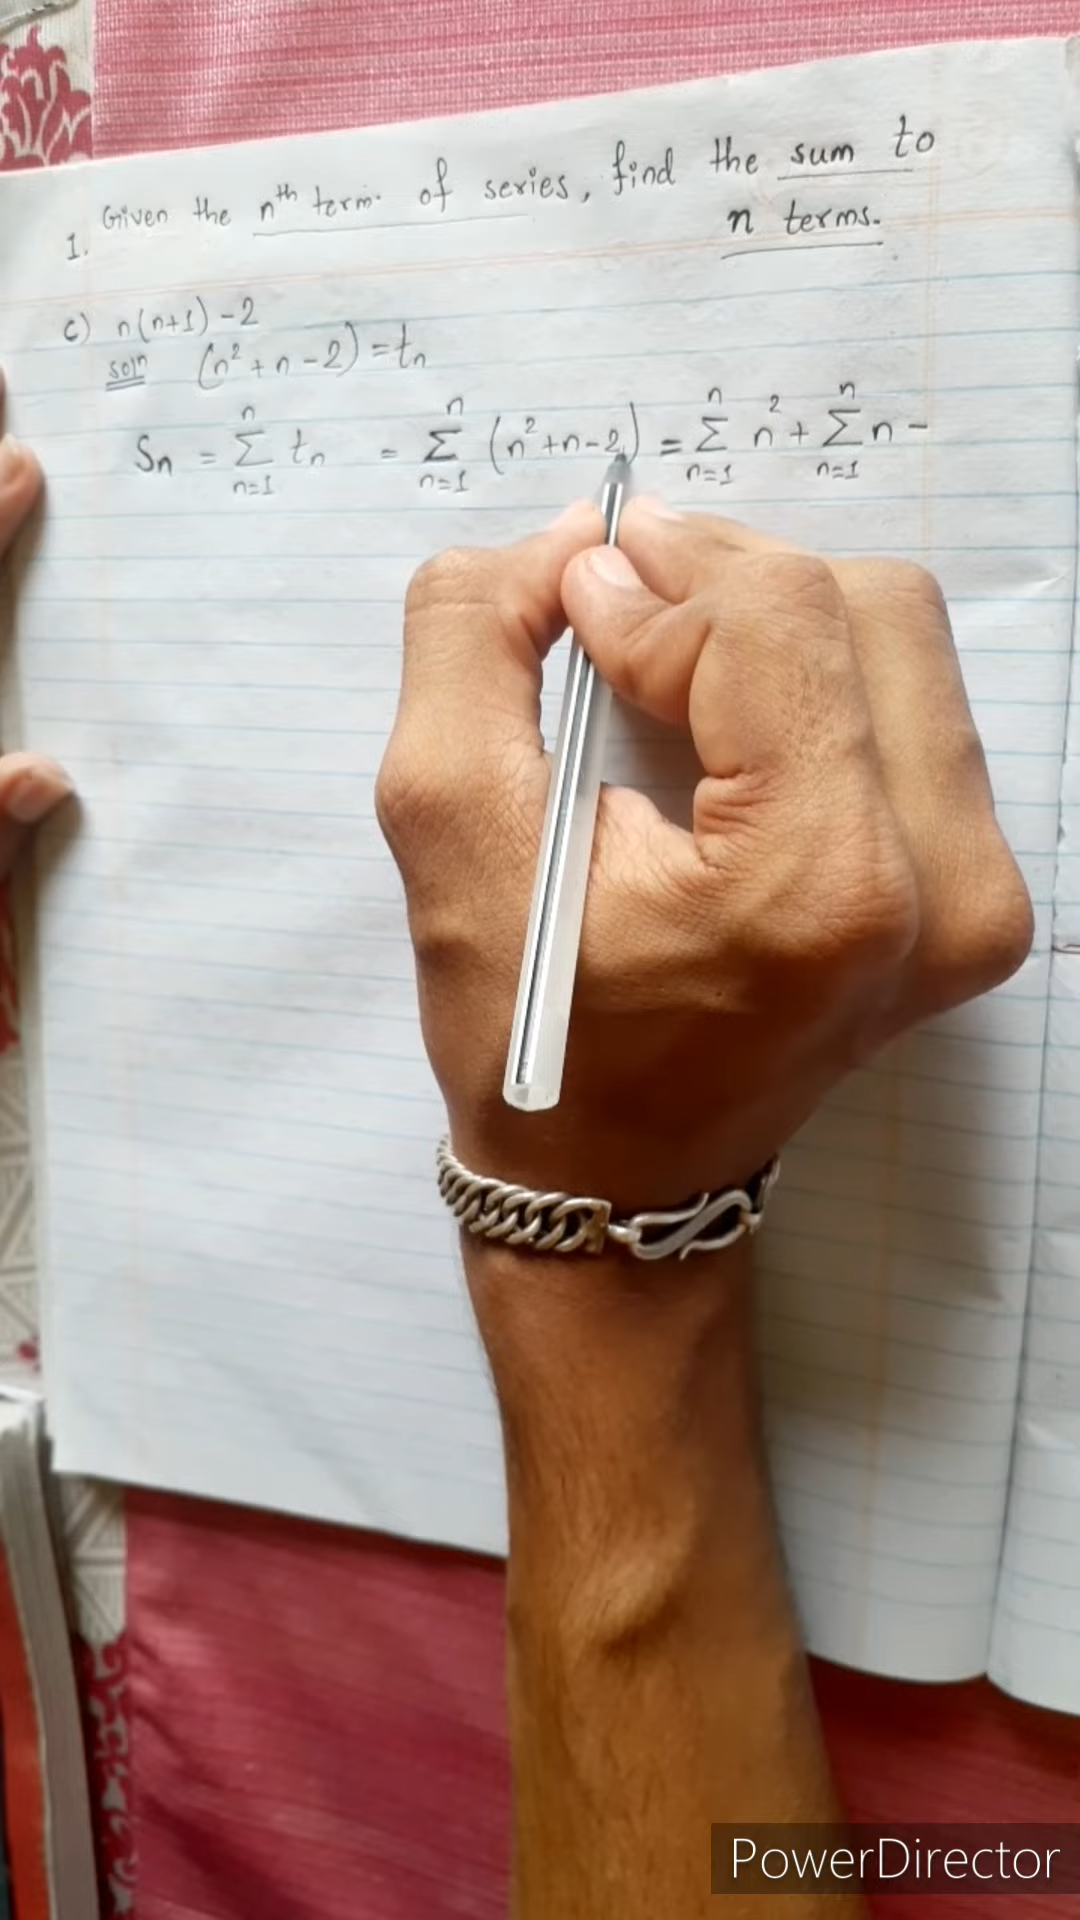 1. Given the nth term. of series, find the sum to
n terms.
c) n(n+1) -2
soln (n² + n - 2) = tn
Sn = n Σ n=1 tn = n Σ n=1 (n²+n-2) = n Σ n=1 n² + n Σ n=1 n -
PowerDirector